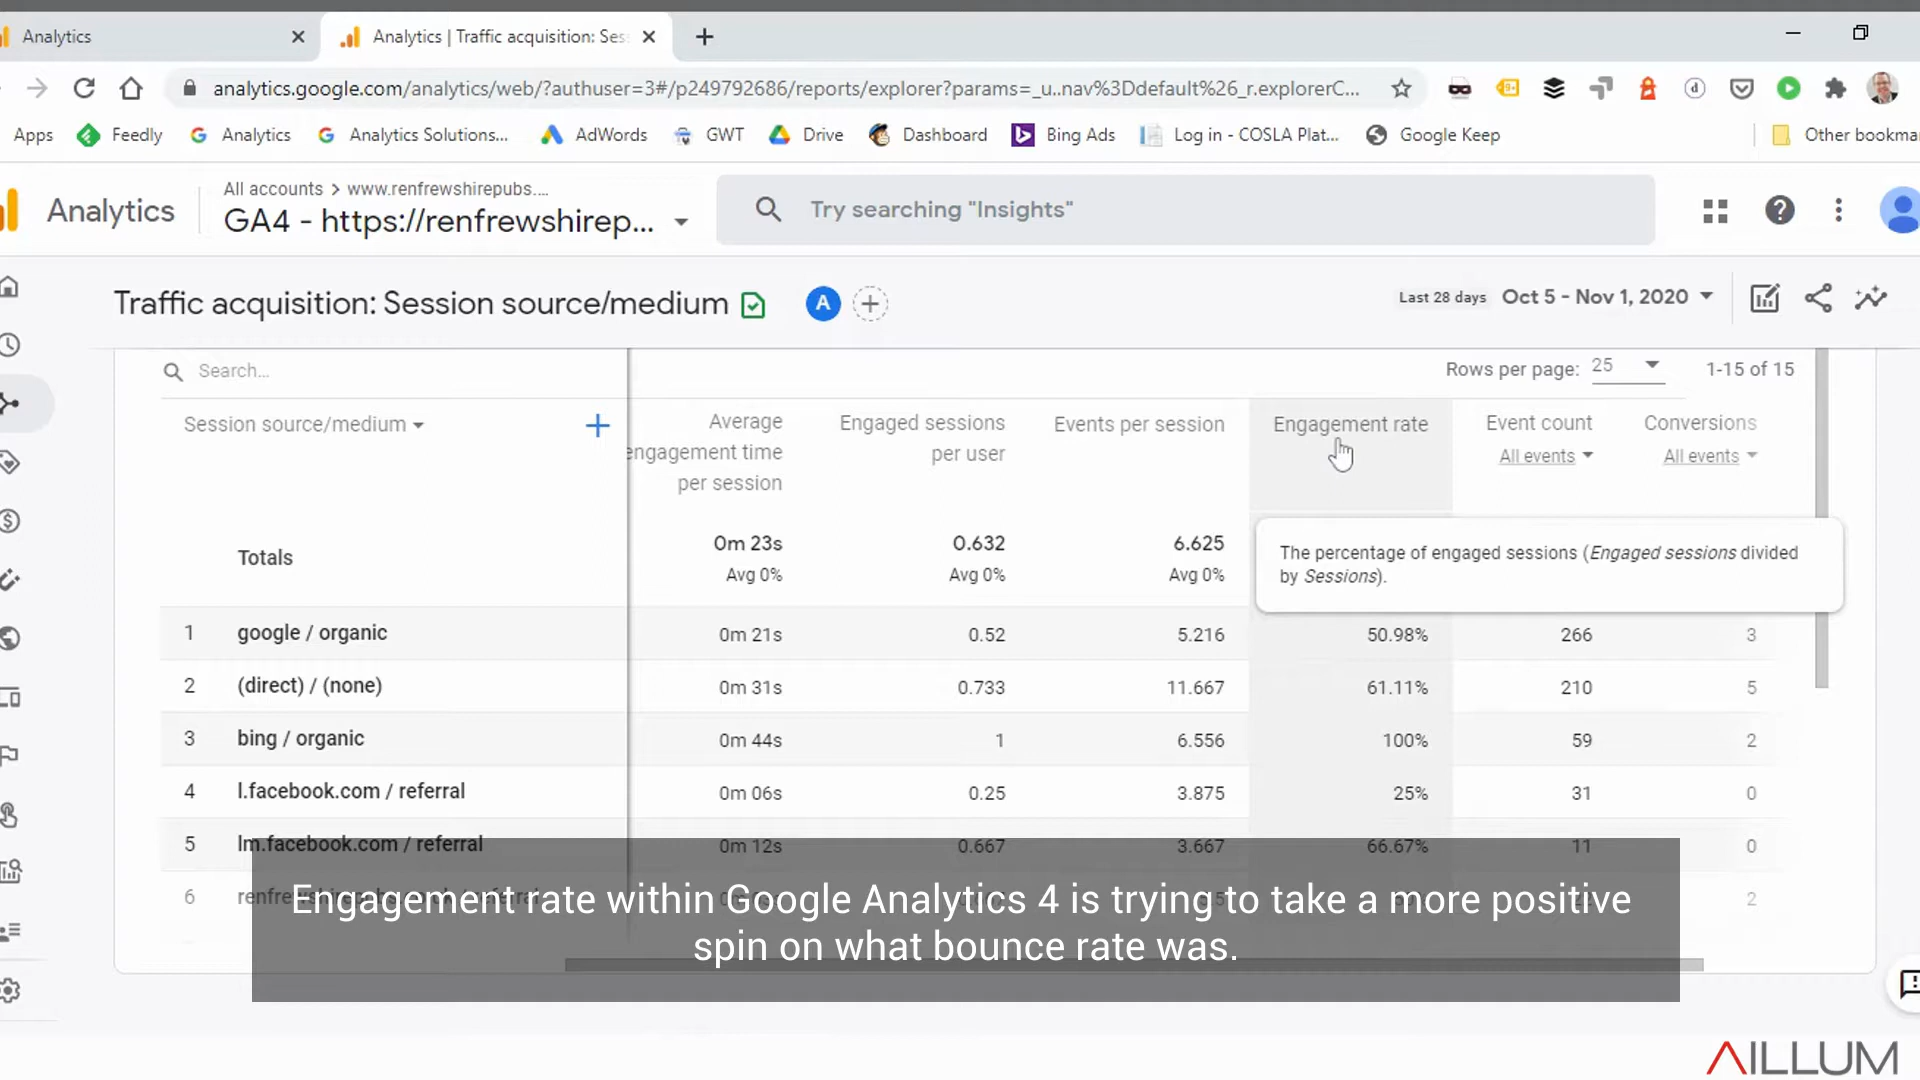 Analytics
Analytics | Traffic acquisition: Ses
analytics.google.com/analytics/web/?authuser=3#/p249792686/reports/explorer?params=_u..nav%3Ddefault%26_r.explorerC...
Apps
Feedly
Analytics
Analytics Solutions...
AdWords
GWT
Drive
Dashboard
Bing Ads
Log in - COSLA Plat...
Google Keep
Other bookma
Analytics
All accounts > www.renfrewshirepubs....
GA4 - https://renfrewshirep...
Try searching "Insights"
Traffic acquisition: Session source/medium
A
Last 28 days Oct 5 - Nov 1, 2020
Search...
Rows per page: 25
1-15 of 15
Session source/medium
Average
engagement time
per session
Engaged sessions
per user
Events per session
Engagement rate
Event count
All events
Conversions
All events
Totals
0m 23s
Avg 0%
0.632
Avg 0%
6.625
Avg 0%
The percentage of engaged sessions (Engaged sessions divided
by Sessions).
1 google / organic 0m 21s 0.52 5.216 50.98% 266 3
2 (direct) / (none) 0m 31s 0.733 11.667 61.11% 210 5
3 bing / organic 0m 44s 1 6.556 100% 59 2
4 l.facebook.com / referral 0m 06s 0.25 3.875 25% 31 0
5 lm.facebook.com / referral 0m 12s 0.667 3.667 66.67% 11 0
6 2
Engagement rate within Google Analytics 4 is trying to take a more positive
spin on what bounce rate was.
AILLUM